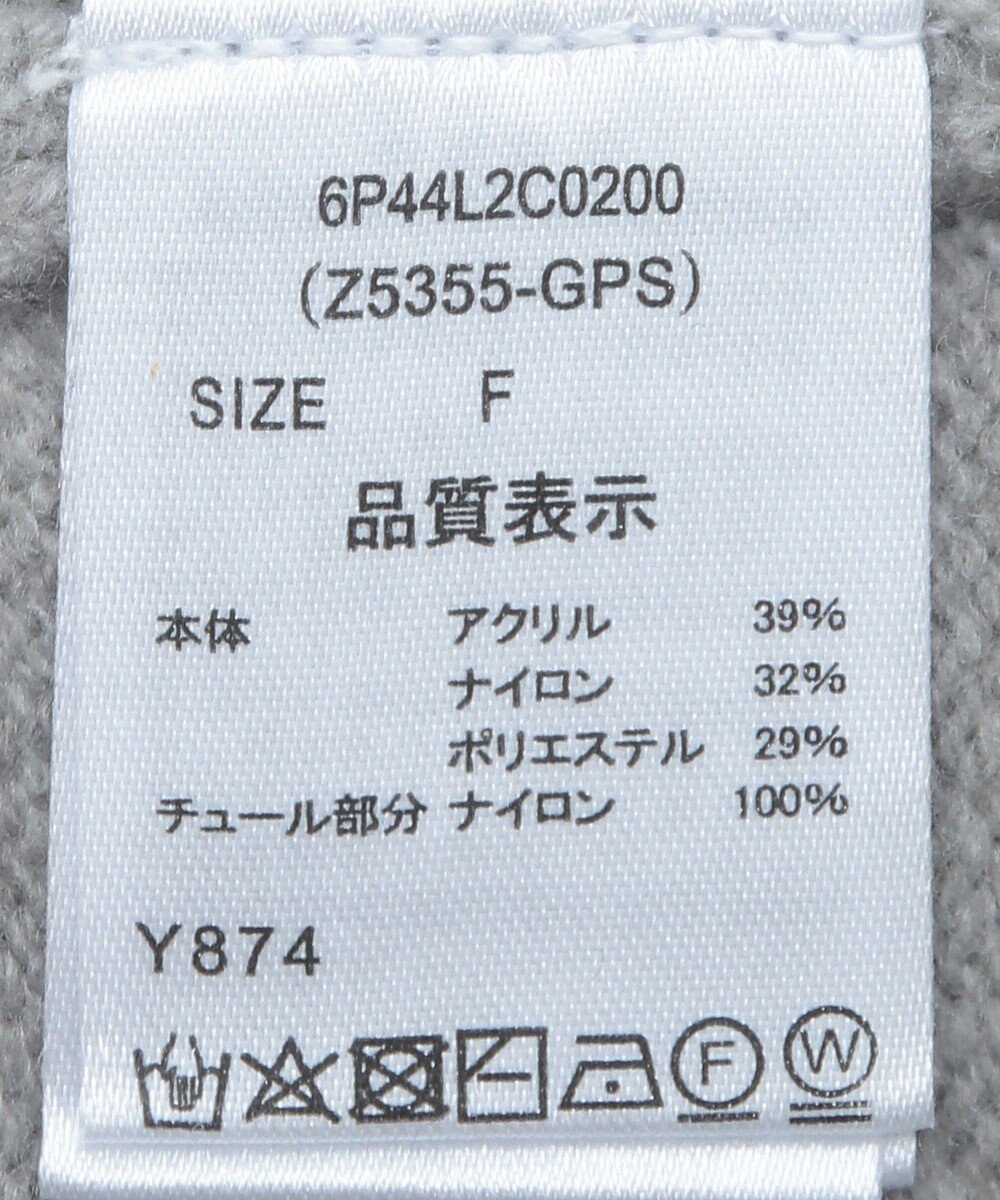 6P44L2C0200
(Z5355-GPS)
SIZE F
品質表示
本体 アクリル 39%
ナイロン 32%
ポリエステル 29%
チュール部分 ナイロン 100%
Y874
F W